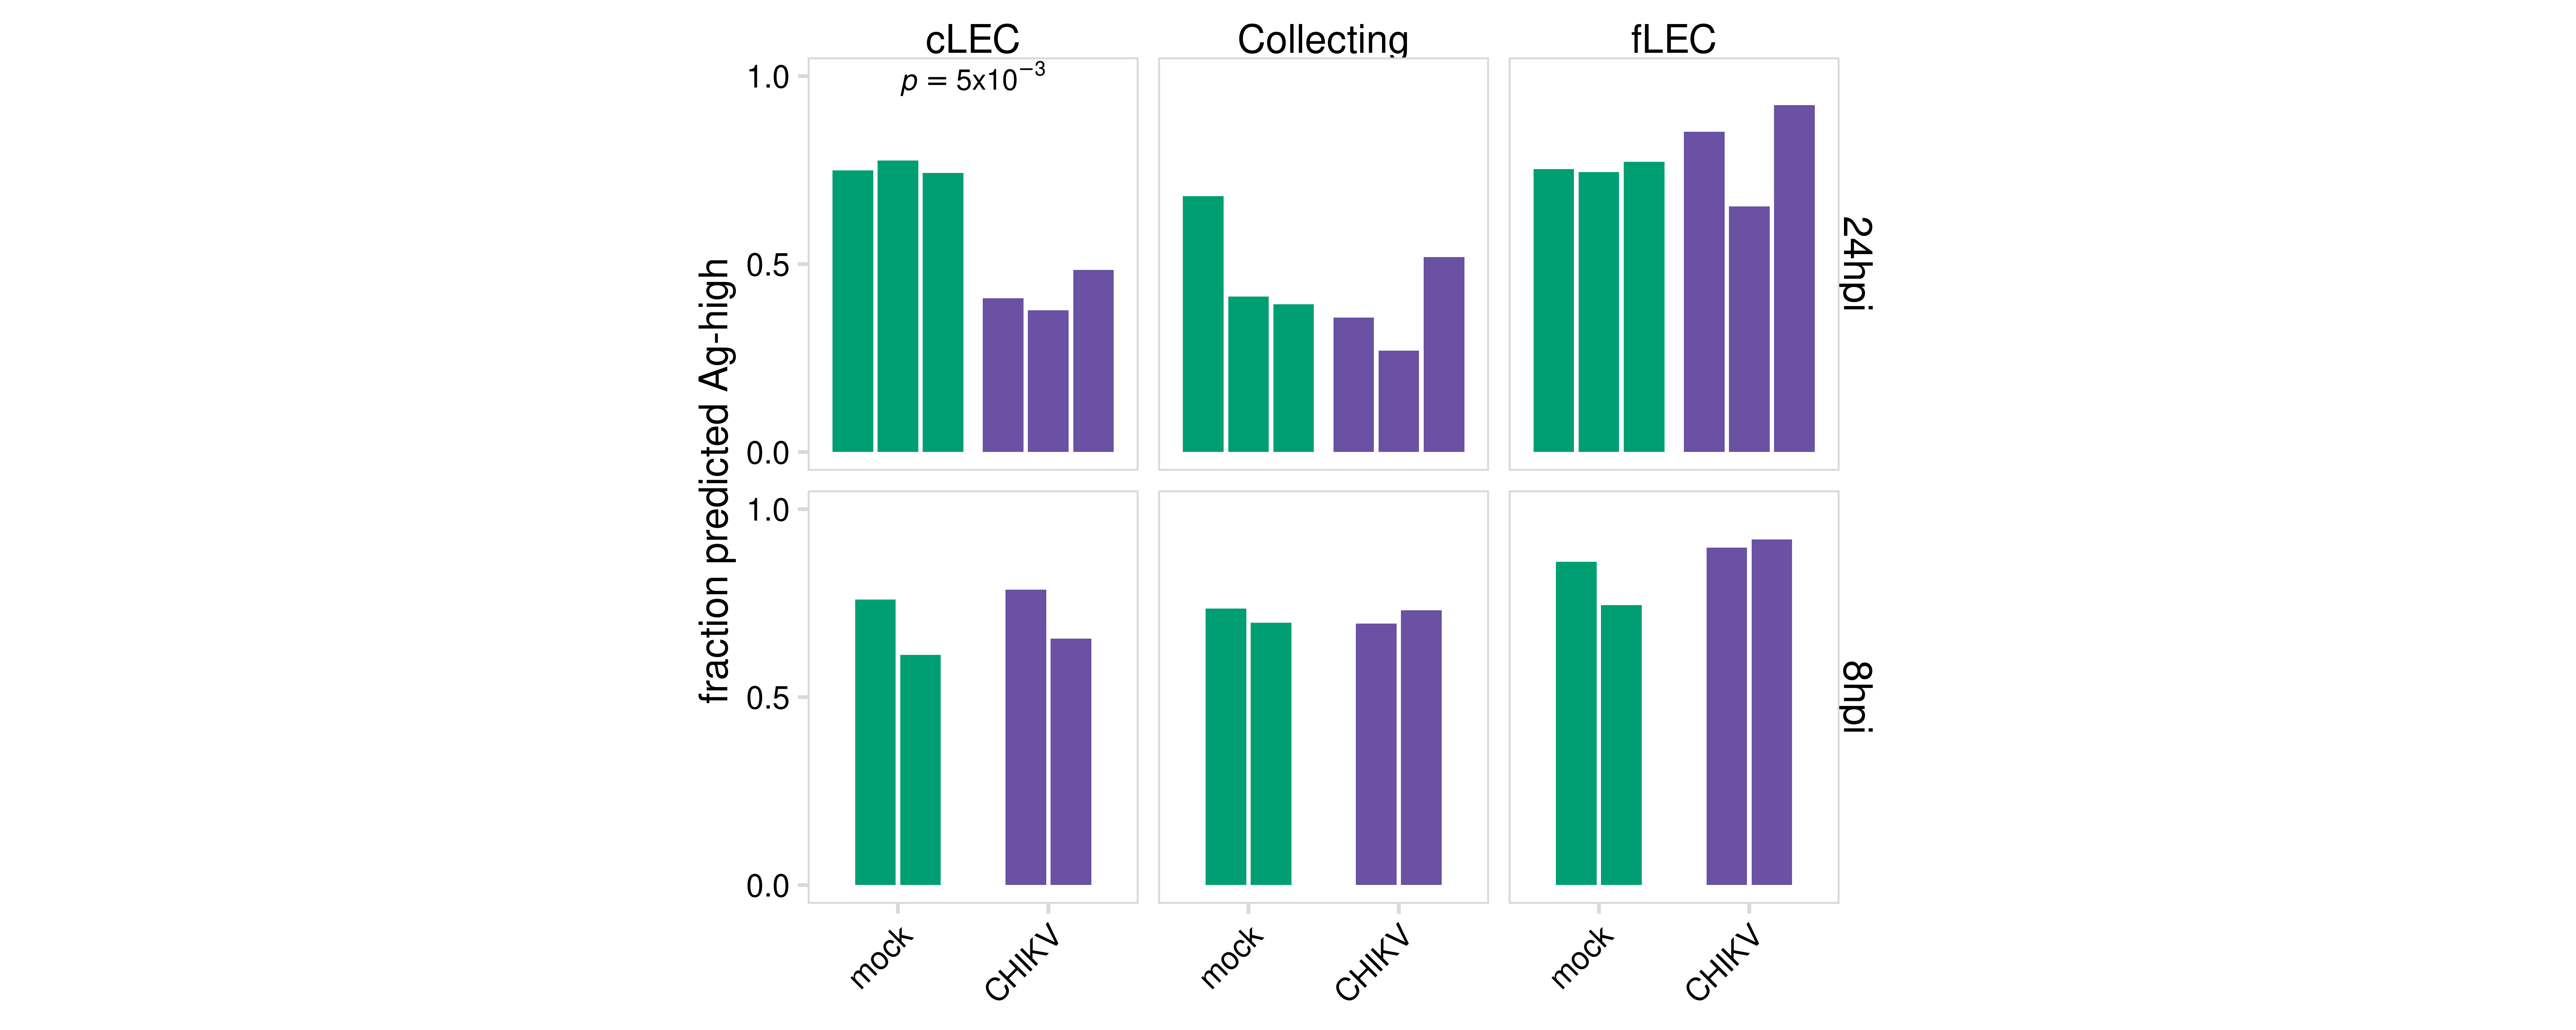 cLEC Collecting fLEC
p = 5x10⁻³
1.0
0.5
0.0
24hpi
fraction predicted Ag-high
1.0
0.5
0.0
8hpi
mock CHIKV mock CHIKV mock CHIKV